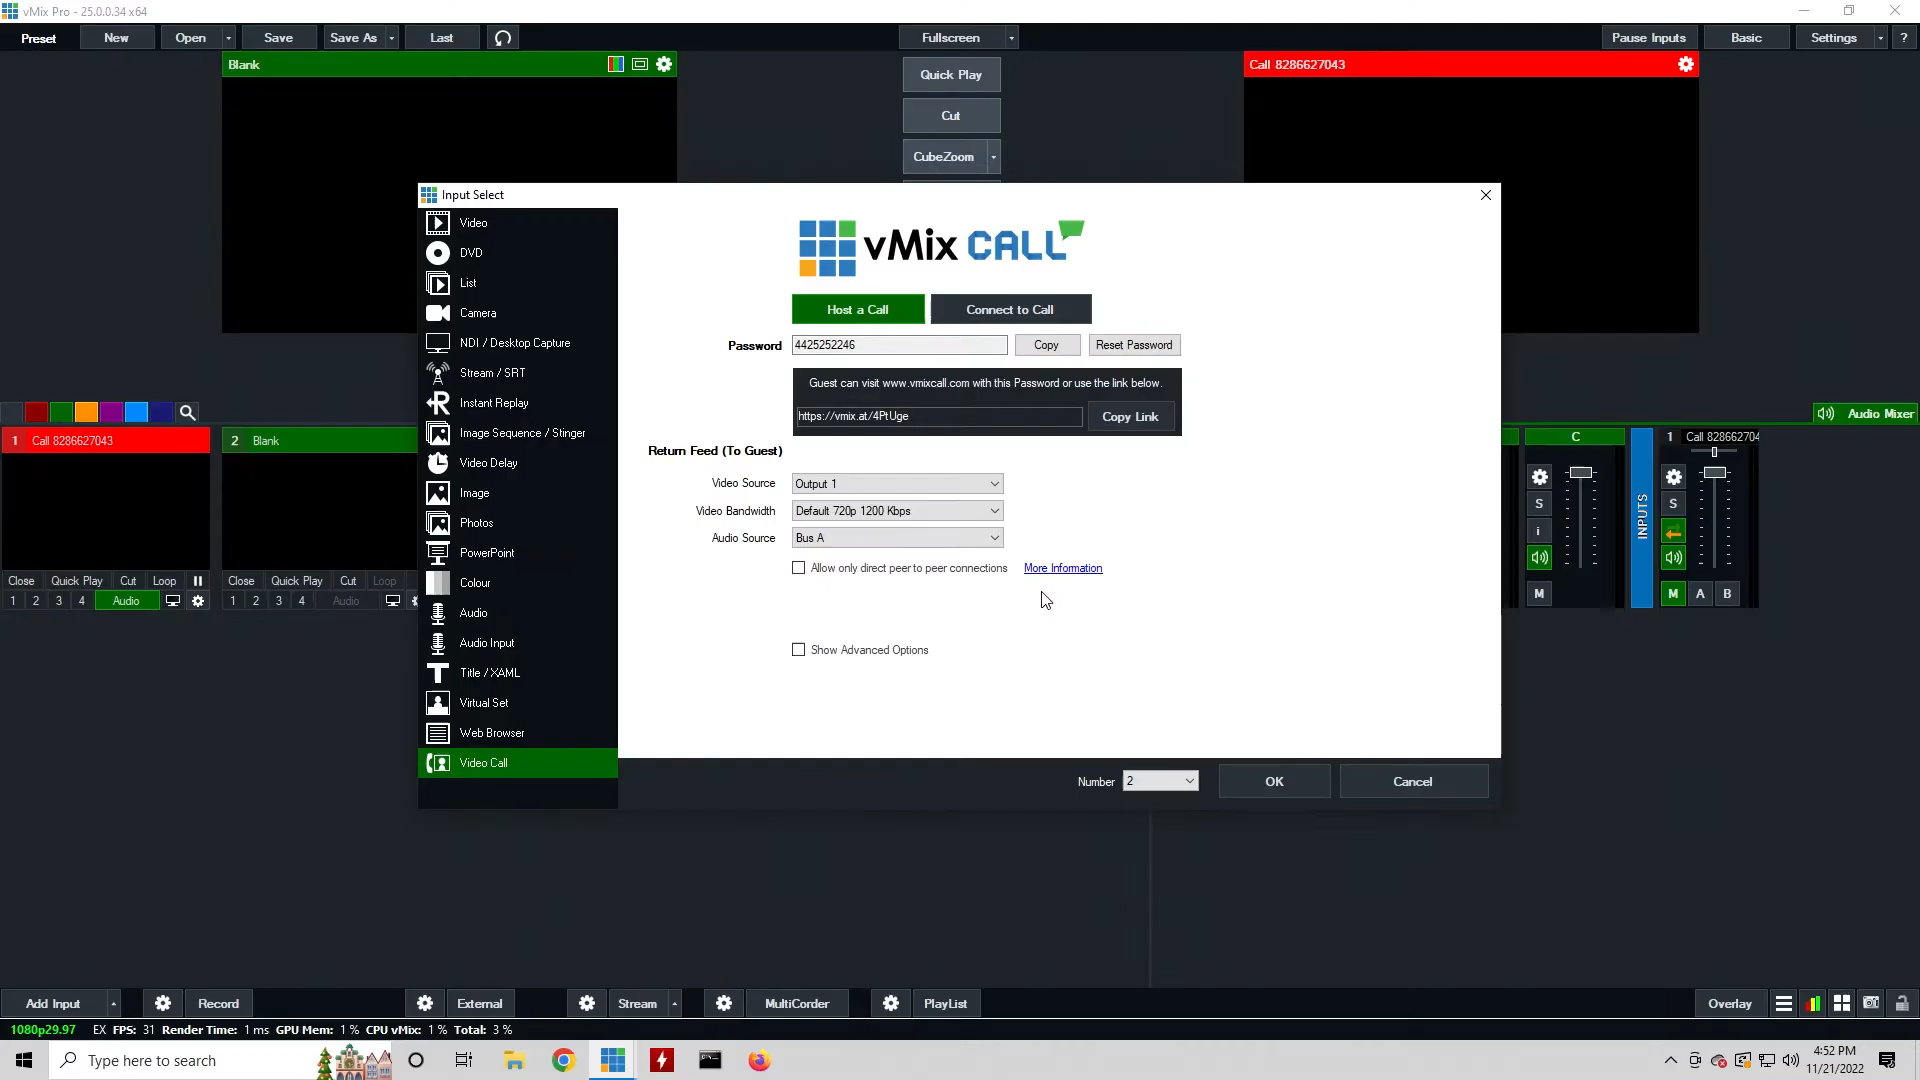 vMix Pro - 25.0.0.34 x64
Preset New Open Save Save As Last Fullscreen Pause Inputs Basic Settings ?
Blank
Quick Play
Call 8286627043
Cut
CubeZoom
Input Select
Video
DVD
List
Camera
NDI / Desktop Capture
Stream / SRT
Instant Replay
Image Sequence / Stinger
Video Delay
Image
Photos
PowerPoint
Colour
Audio
Audio Input
Title / XAML
Virtual Set
Web Browser
Video Call
vMix CALL
Host a Call Connect to Call
Password 4425252246 Copy Reset Password
Guest can visit www.vmixcall.com with this Password or use the link below.
https://vmix.at/4PtUge Copy Link
Return Feed (To Guest)
Video Source Output 1
Video Bandwidth Default 720p 1200 Kbps
Audio Source Bus A
Allow only direct peer to peer connections More Information
Show Advanced Options
Number 2 OK Cancel
1 Call 8286627043
Close Quick Play Cut Loop
1 2 3 4 Audio
2 Blank
Close Quick Play Cut Loop
1 2 3 4 Audio
Audio Mixer
C
S
i
M
INPUTS
1 Call 828662704
S
M A B
Add Input Record External Stream MultiCorder PlayList Overlay
1080p29.97 EX FPS: 31 Render Time: 1 ms GPU Mem: 1 % CPU vMix: 1 % Total: 3 %
Type here to search
4:52 PM
11/21/2022